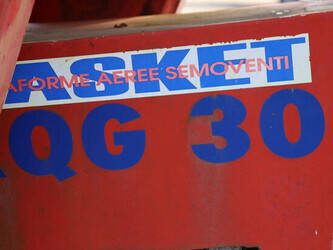 ASKET
AFORME AEREE SEMOVENTI
QG 30